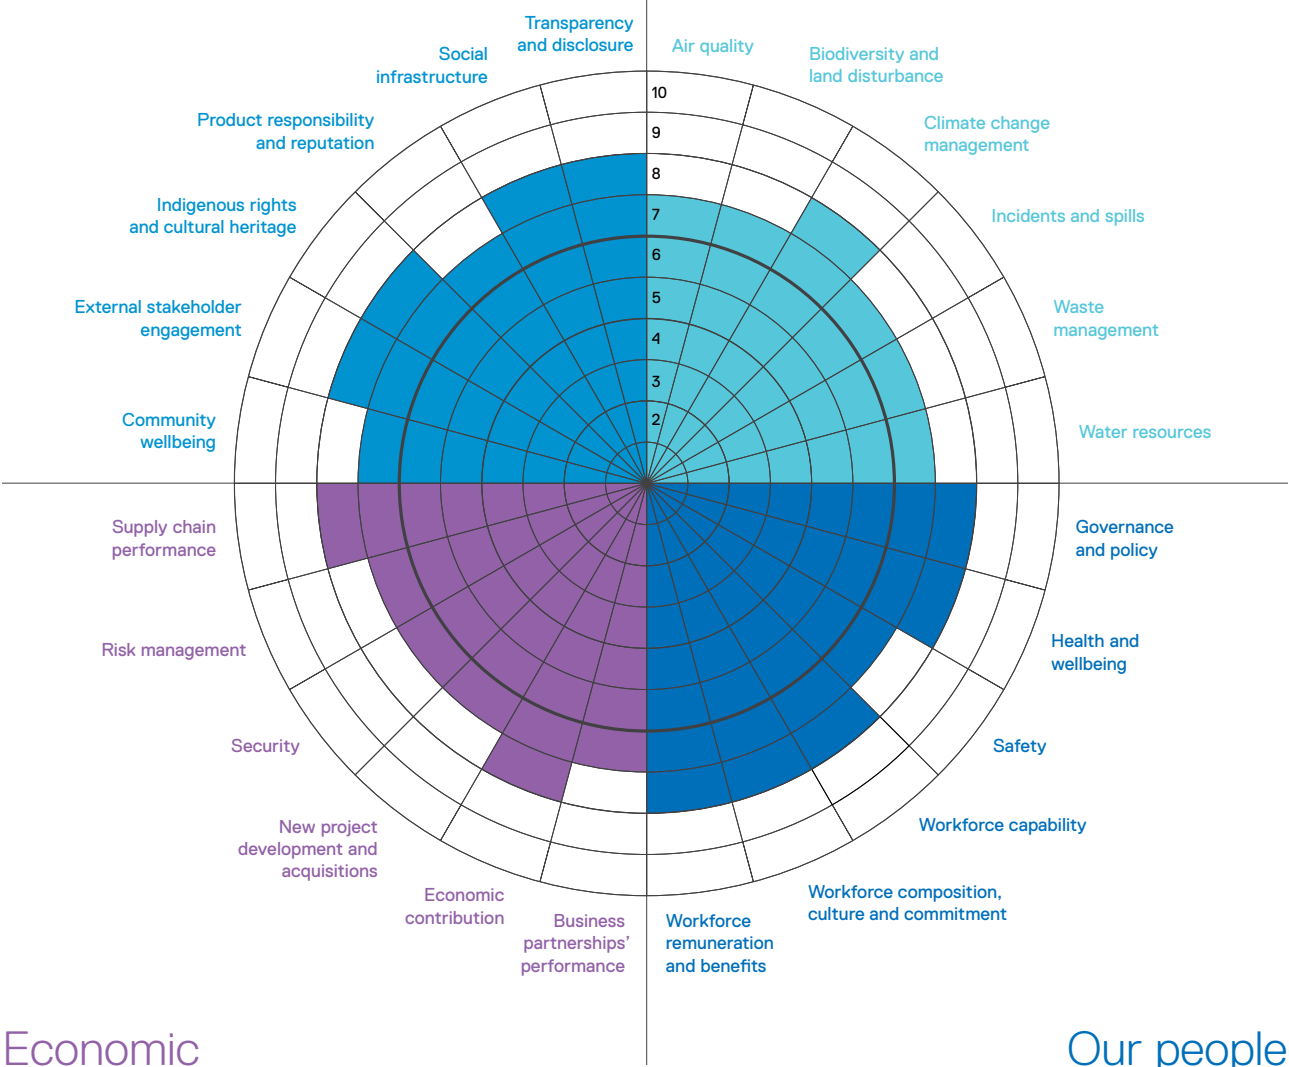 Transparency
and disclosure
Air quality
Biodiversity and
land disturbance
Climate change
management
Incidents and spills
Waste
management
Water resources
Governance
and policy
Health and
wellbeing
Safety
Workforce capability
Workforce composition,
culture and commitment
Workforce
remuneration
and benefits
Business
partnerships’
performance
Economic
contribution
New project
development and
acquisitions
Security
Risk management
Supply chain
performance
Community
wellbeing
External stakeholder
engagement
Indigenous rights
and cultural heritage
Product responsibility
and reputation
Social
infrastructure
10
9
8
7
6
5
4
3
2
Economic
Our people